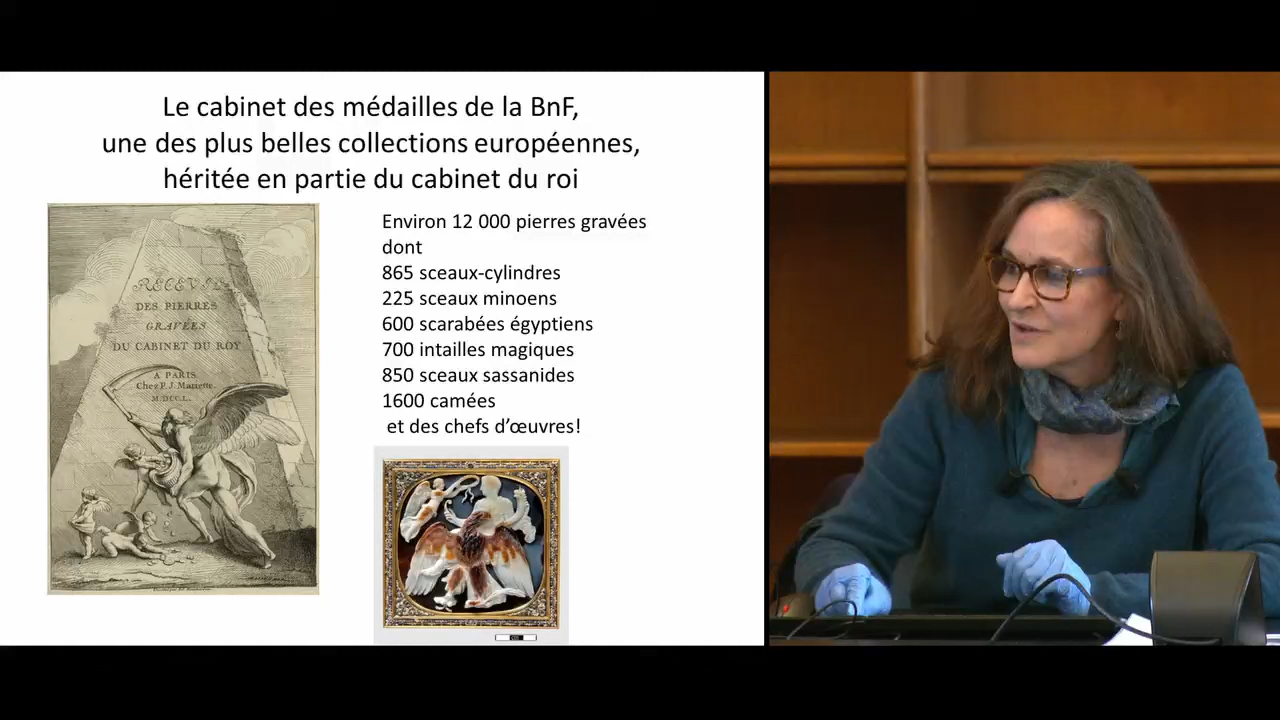 Le cabinet des médailles de la BnF,
une des plus belles collections européennes,
héritée en partie du cabinet du roi
RECEVIL
DES PIERRES
GRAVÉES
DU CABINET DU ROY
A PARIS
Chez P. J. Mariette.
M.DCC.L.
Environ 12 000 pierres gravées
dont
865 sceaux-cylindres
225 sceaux minoens
600 scarabées égyptiens
700 intailles magiques
850 sceaux sassanides
1600 camées
et des chefs d’œuvres!